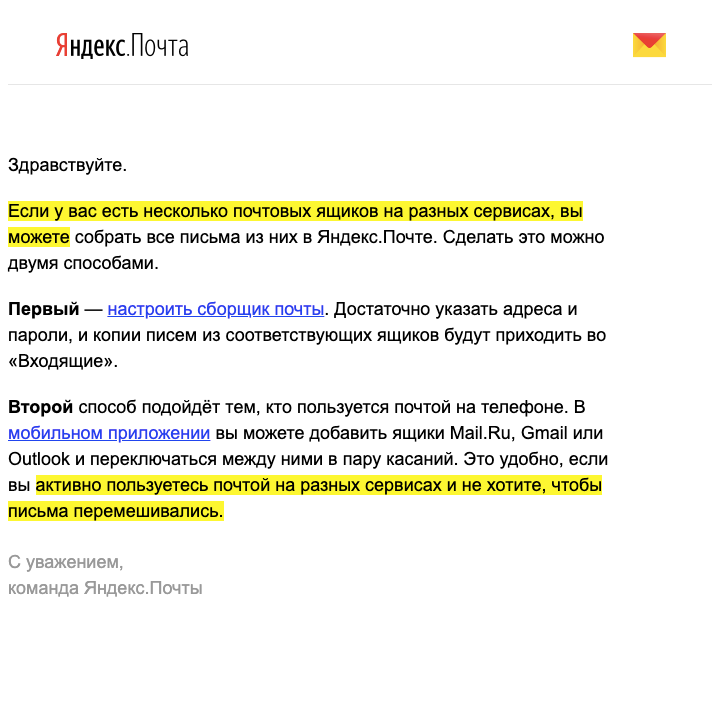 Яндекс.Почта
Здравствуйте.
Если у вас есть несколько почтовых ящиков на разных сервисах, вы
можете собрать все письма из них в Яндекс.Почте. Сделать это можно
двумя способами.
Первый — настроить сборщик почты. Достаточно указать адреса и
пароли, и копии писем из соответствующих ящиков будут приходить во
«Входящие».
Второй способ подойдёт тем, кто пользуется почтой на телефоне. В
мобильном приложении вы можете добавить ящики Mail.Ru, Gmail или
Outlook и переключаться между ними в пару касаний. Это удобно, если
вы активно пользуетесь почтой на разных сервисах и не хотите, чтобы
письма перемешивались.
С уважением,
команда Яндекс.Почты